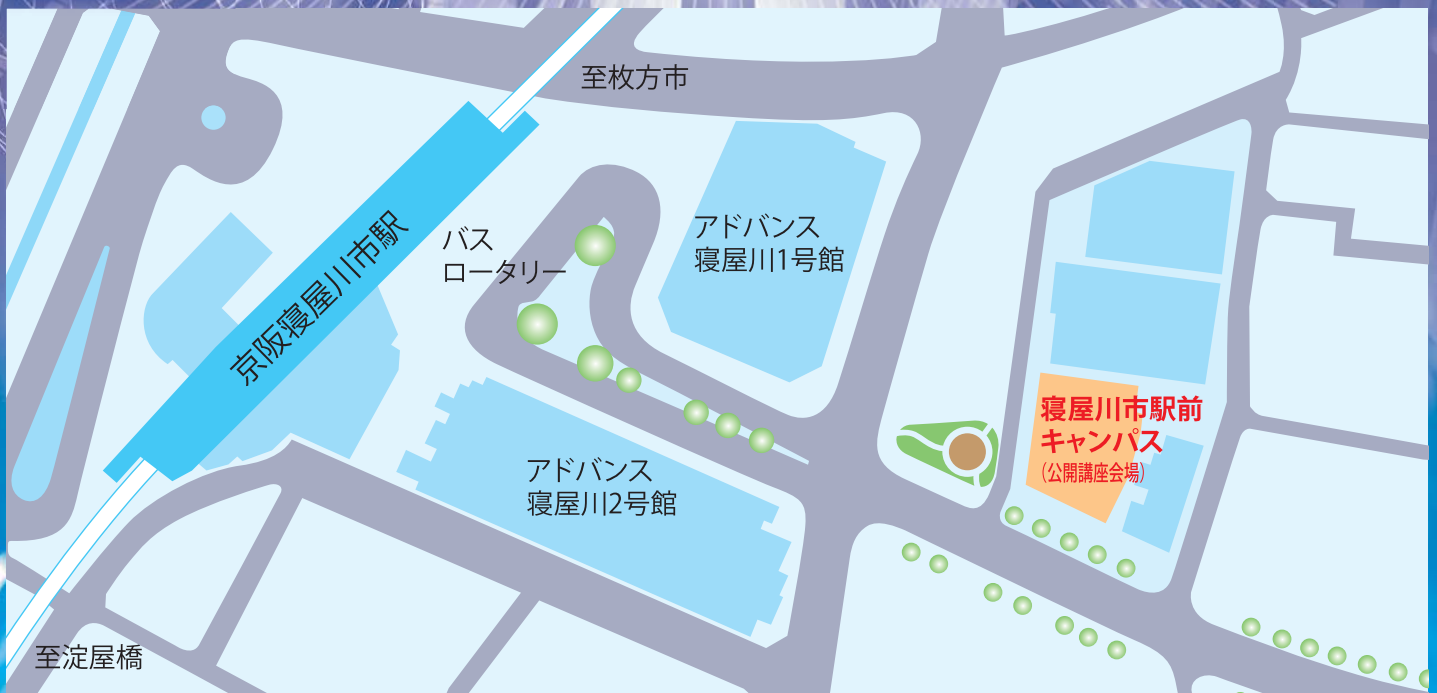 至枚方市
京阪寝屋川市駅
バス
ロータリー
アドバンス
寝屋川1号館
アドバンス
寝屋川2号館
寝屋川市駅前
キャンパス
(公開講座会場)
至淀屋橋